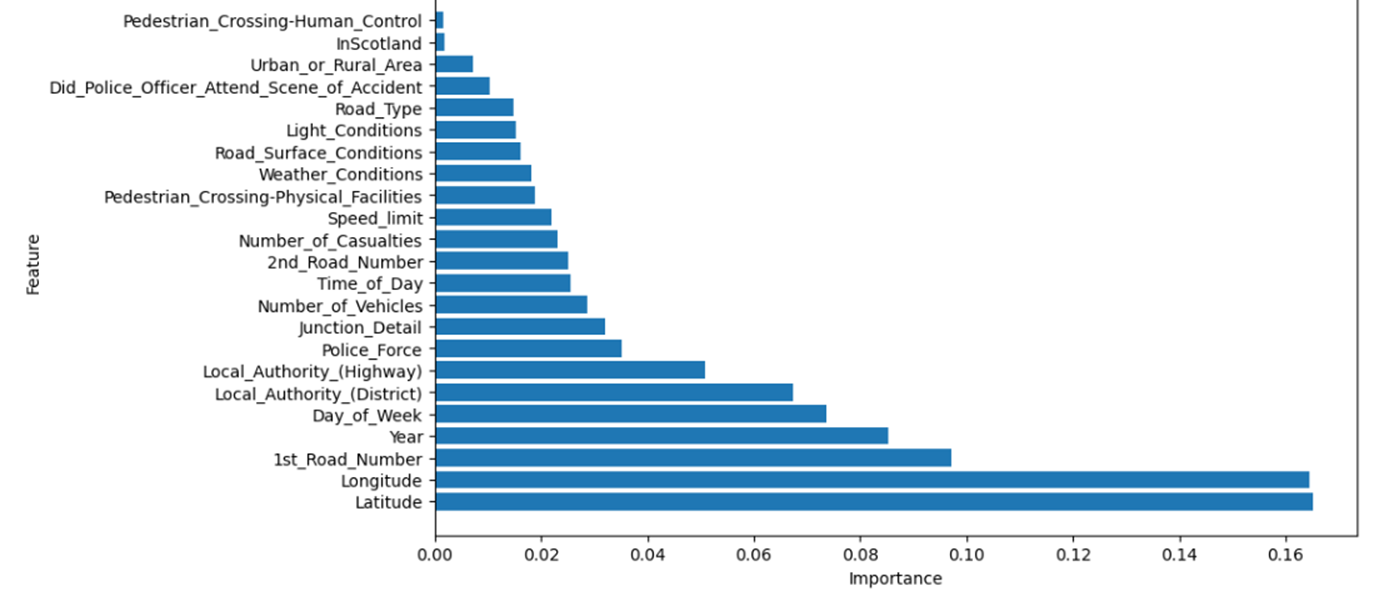 Pedestrian_Crossing-Human_Control
InScotland
Urban_or_Rural_Area
Did_Police_Officer_Attend_Scene_of_Accident
Road_Type
Light_Conditions
Road_Surface_Conditions
Weather_Conditions
Pedestrian_Crossing-Physical_Facilities
Speed_limit
Number_of_Casualties
2nd_Road_Number
Time_of_Day
Number_of_Vehicles
Junction_Detail
Police_Force
Local_Authority_(Highway)
Local_Authority_(District)
Day_of_Week
Year
1st_Road_Number
Longitude
Latitude
Feature
0.00 0.02 0.04 0.06 0.08 0.10 0.12 0.14 0.16
Importance